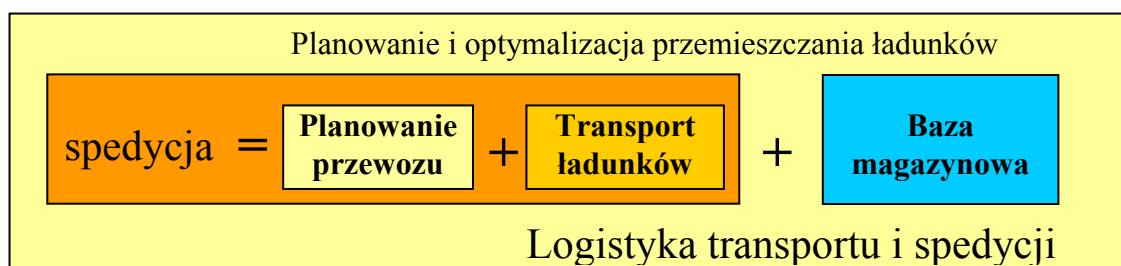 Planowanie i optymalizacja przemieszczania ładunków
spedycja = Planowanie przewozu + Transport ładunków + Baza magazynowa
Logistyka transportu i spedycji